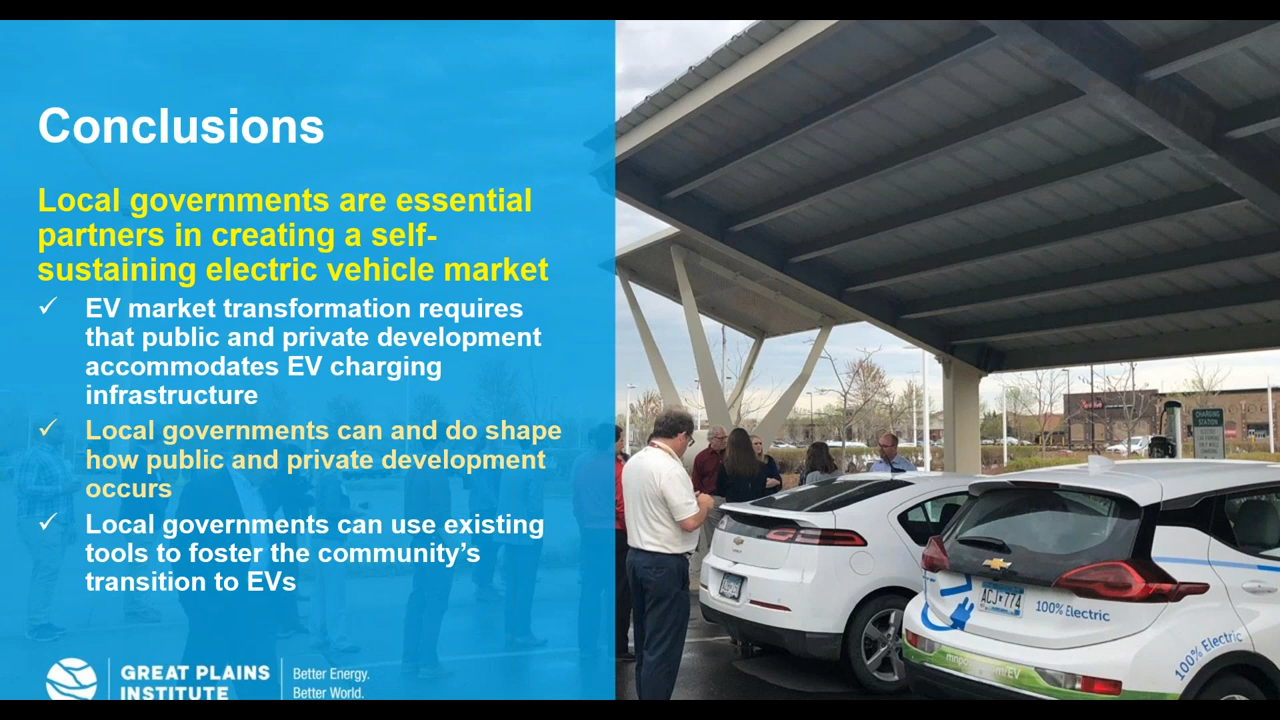 Conclusions
Local governments are essential
partners in creating a self-
sustaining electric vehicle market
✓ EV market transformation requires
that public and private development
accommodates EV charging
infrastructure
✓ Local governments can and do shape
how public and private development
occurs
✓ Local governments can use existing
tools to foster the community’s
transition to EVs
GREAT PLAINS
INSTITUTE
Better Energy.
Better World.
CHARGING
STATION
ACJ 774
100% Electric
100% Electric